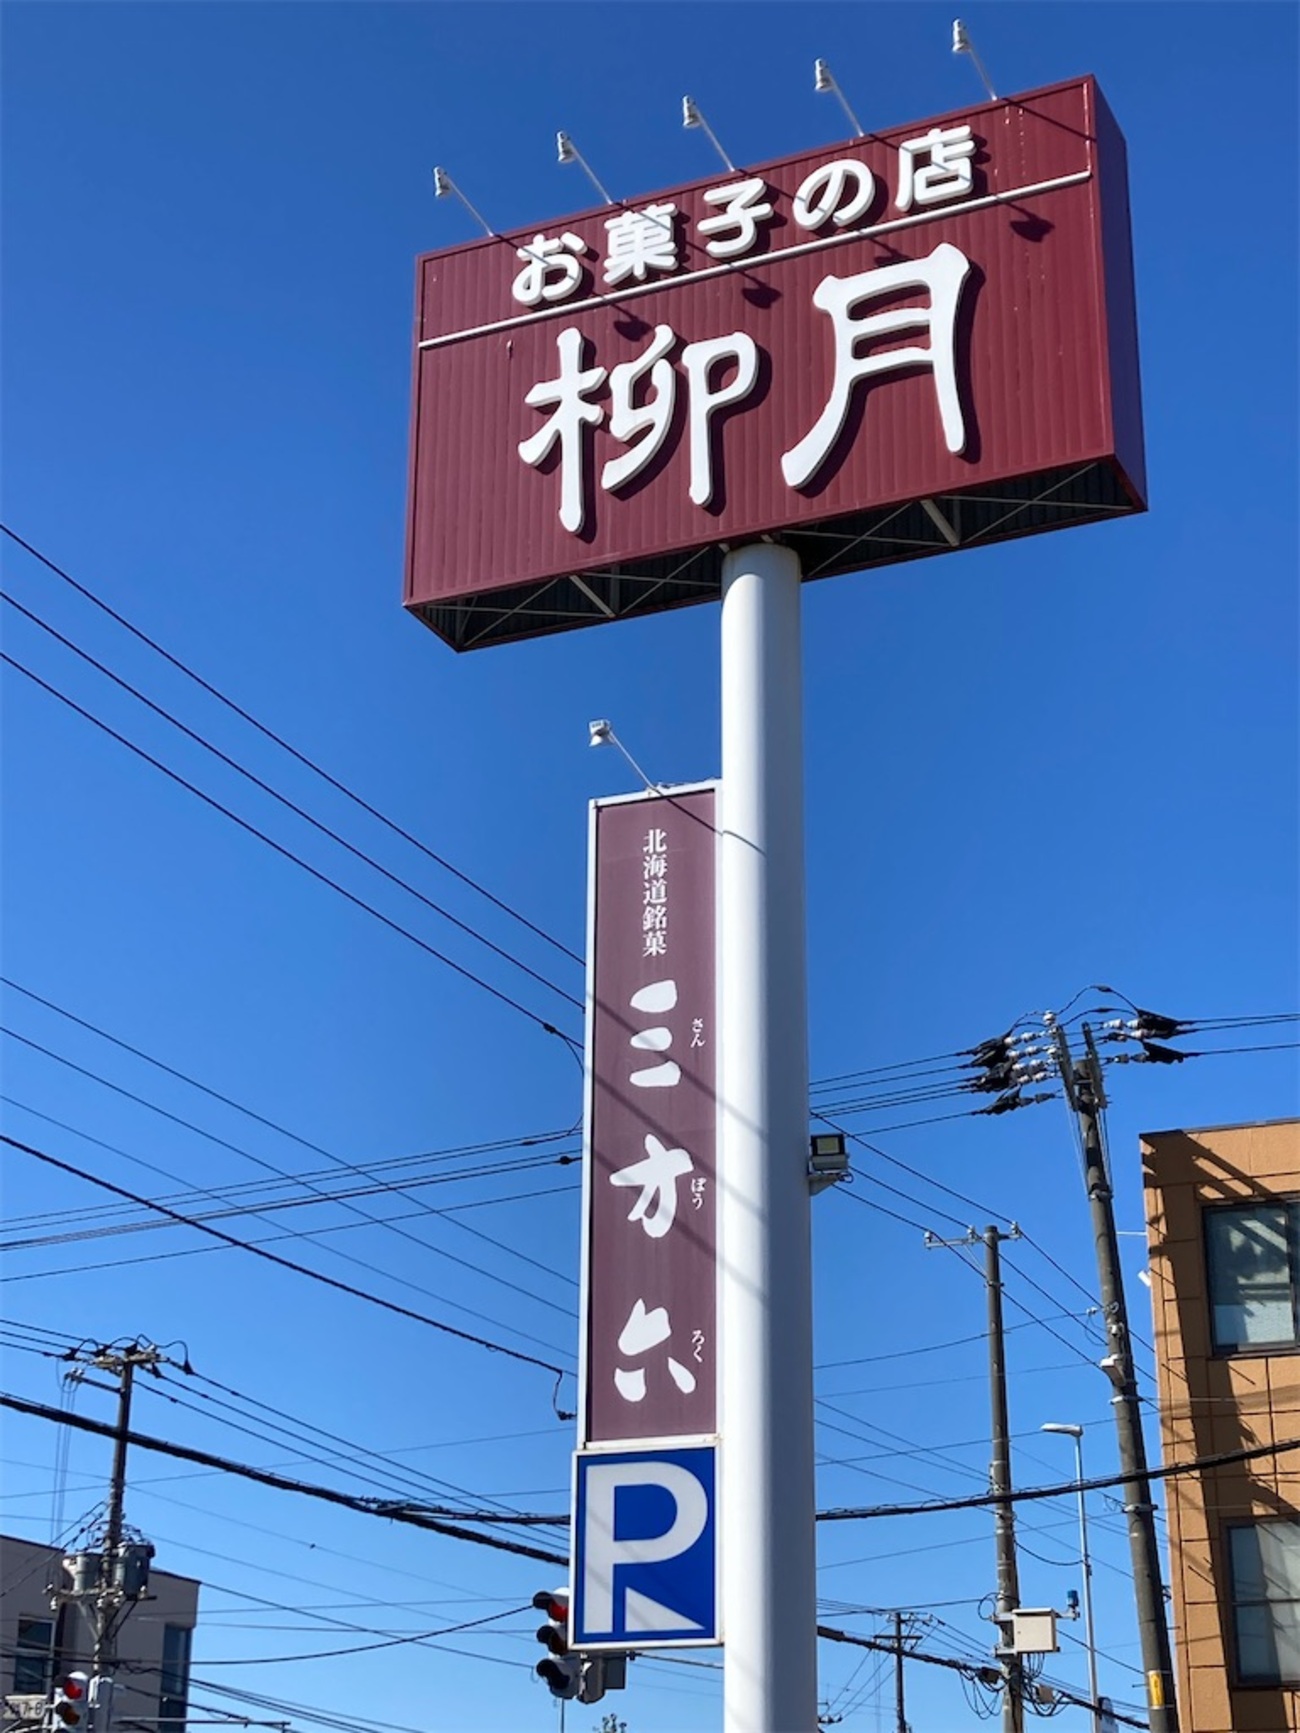 お菓子の店
柳月
北海道銘菓
三方六
さんぼうろく
P